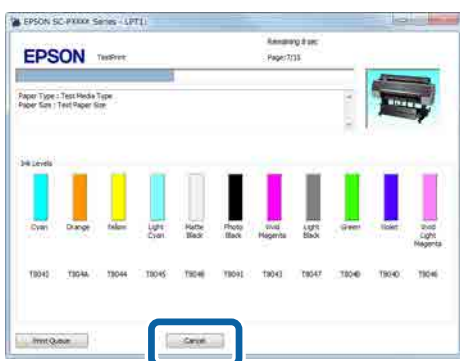 EPSON SC-PXXXX Series - LPT1:
EPSON
TestPrint
Remaining 8 sec
Page:7/15
Paper Type : Test Media Type
Paper Size : Test Paper Size
Ink Levels
Cyan
Orange
Yellow
Light Cyan
Matte Black
Photo Black
Vivid Magenta
Light Black
Green
Violet
Vivid Light Magenta
T8042 T804A T8044 T8045 T8048 T8041 T8043 T8047 T804B T804D T8046
Print Queue
Cancel